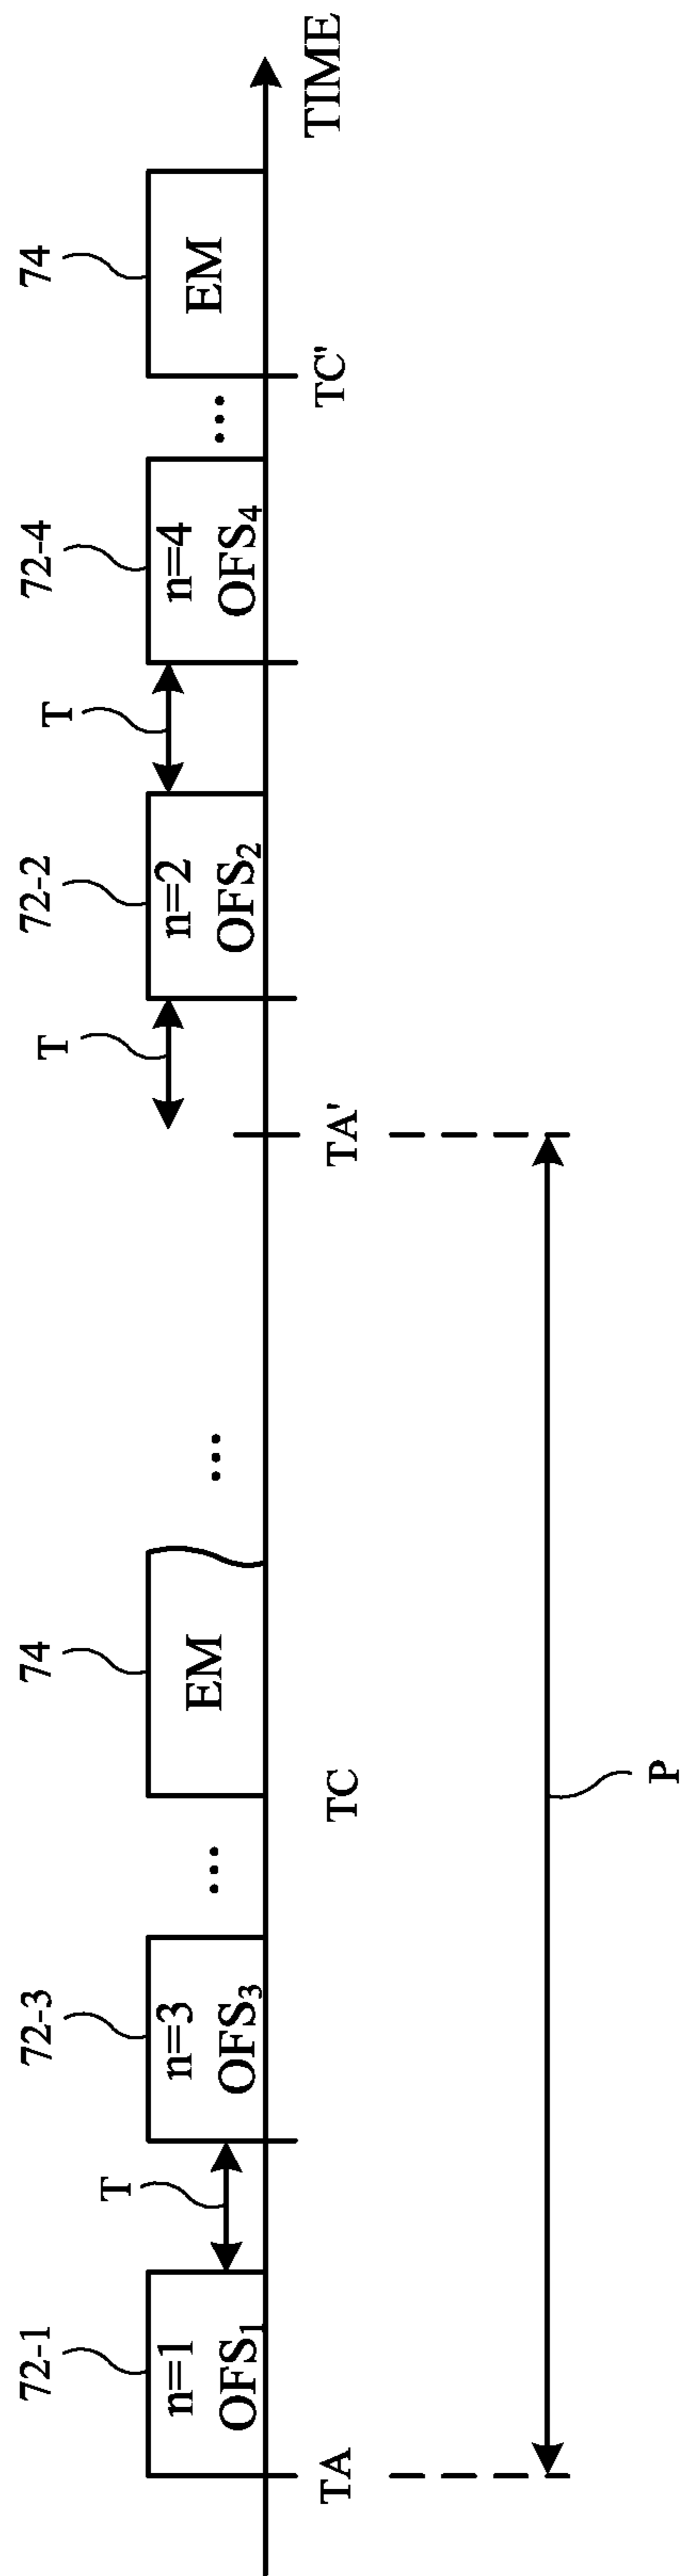 72-1
72-3
74
72-2
72-4
74
T
T
T
n=1
OFS₁
n=3
OFS₃
...
EM
...
n=2
OFS₂
n=4
OFS₄
...
EM
TA
TC
TA'
TC'
TIME
P